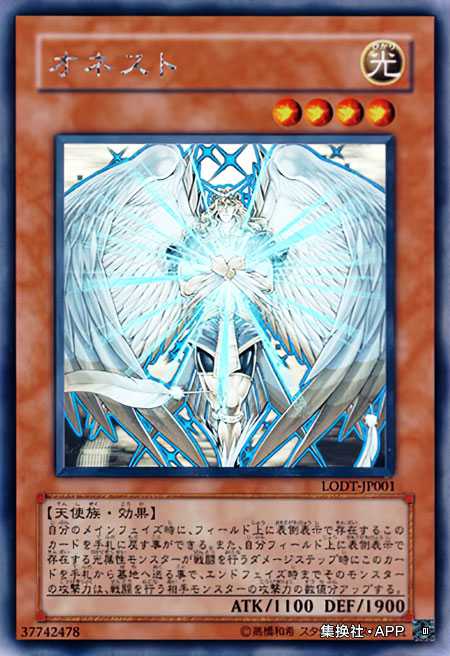 オネスト
光
LODT-JP001
【天使族・効果】
自分のメインフェイズ時に、フィールド上に表側表示で存在するこの
カードを手札に戻す事ができる。また、自分フィールド上に表側表示で
存在する光属性モンスターが戦闘を行うダメージステップ時にこのカー
ドを手札から墓地へ送る事で、エンドフェイズ時までそのモンスター
の攻撃力は、戦闘を行う相手モンスターの攻撃力の数値分アップする。
ATK/1100 DEF/1900
37742478 ©高橋和希 スタ 集換社・APP